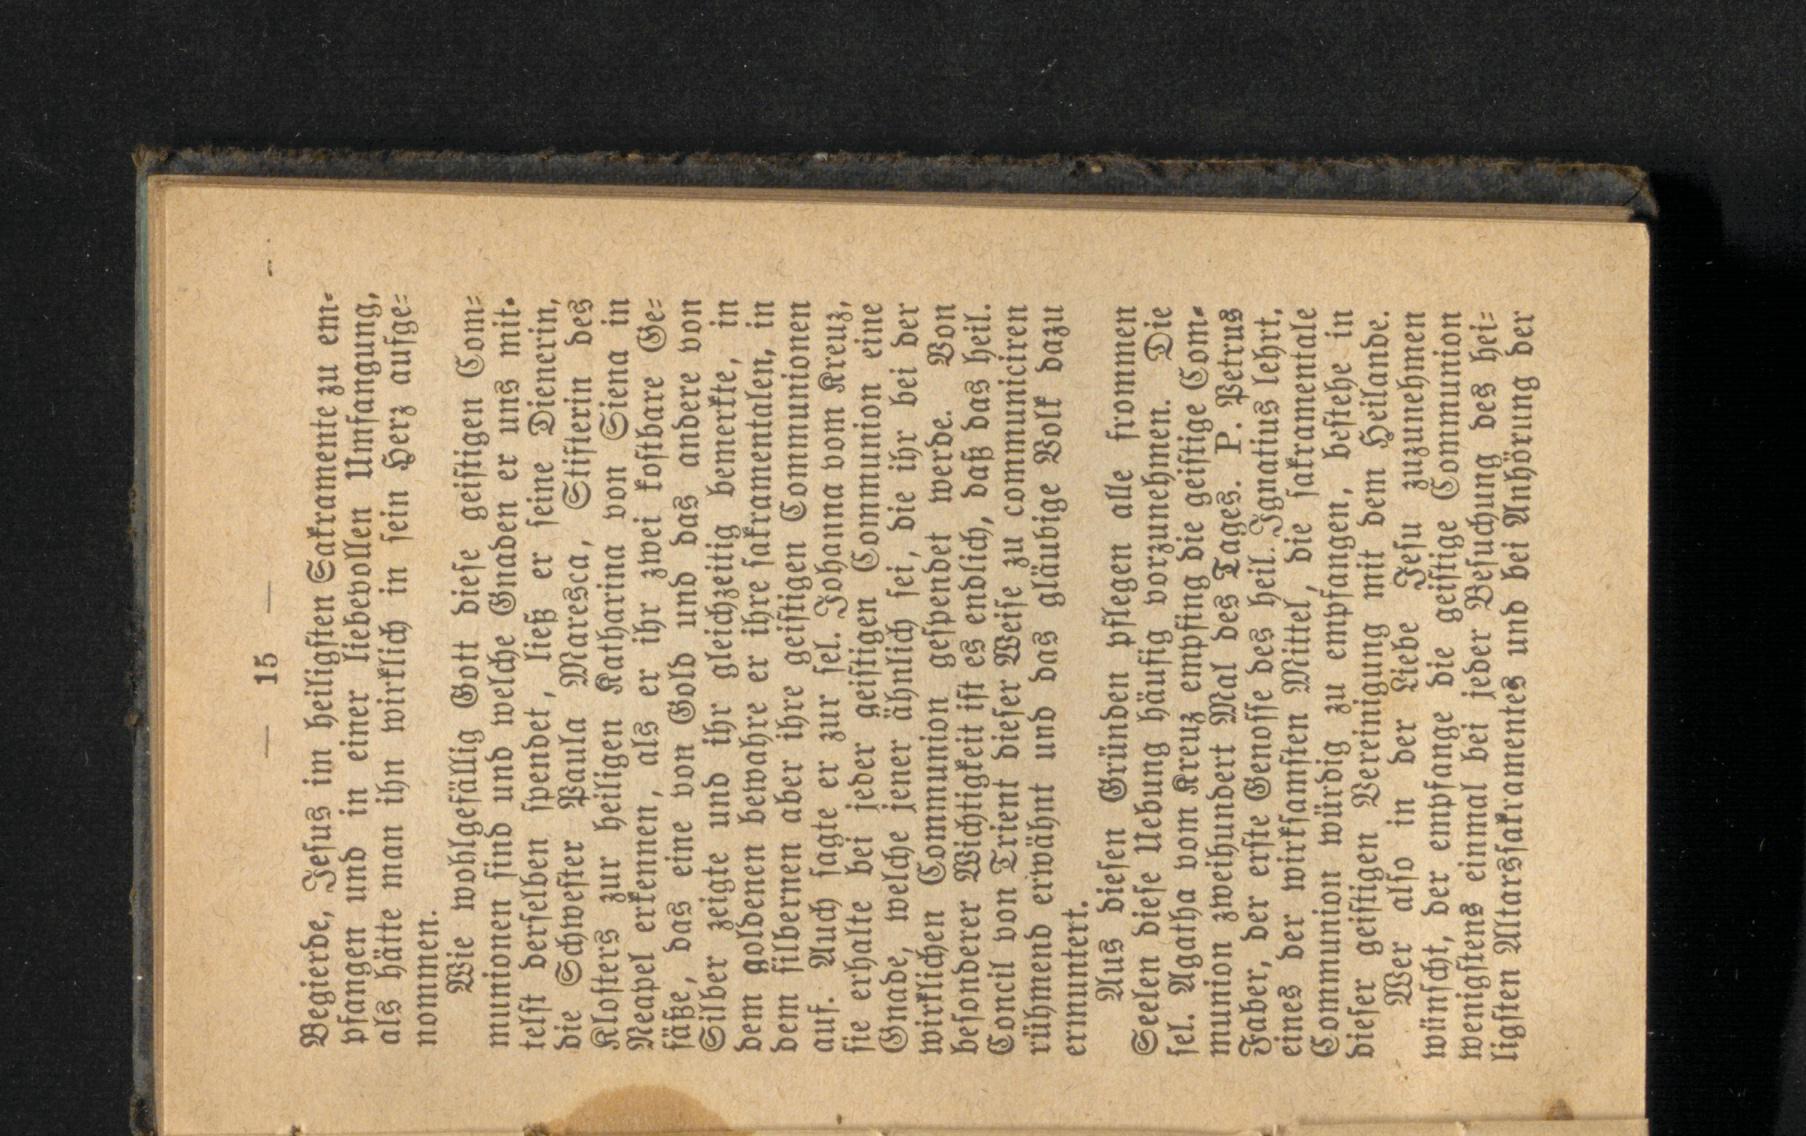 — 15 —
Begierde, Jesus im heiligsten Sakramente zu em-
pfangen und in einer liebevollen Umfangung,
als hätte man ihn wirklich in sein Herz aufge-
nommen.
Wie wohlgefällig Gott diese geistigen Com-
munionen sind und welche Gnaden er uns mit-
telst derselben spendet, ließ er seine Dienerin,
die Schwester Paula Maresca, Stifterin des
Klosters zur heiligen Katharina von Siena in
Neapel erkennen, als er ihr zwei kostbare Ge-
fäße, das eine von Gold und das andere von
Silber zeigte und ihr gleichzeitig bemerkte, in
dem goldenen bewahre er ihre sakramentalen, in
dem silbernen aber ihre geistigen Communionen
auf. Auch sagte er zur sel. Johanna vom Kreuz,
sie erhalte bei jeder geistigen Communion eine
Gnade, welche jener ähnlich sei, die ihr bei der
wirklichen Communion gespendet werde. Von
besonderer Wichtigkeit ist es endlich, daß das heil.
Concil von Trient dieser Weise zu communiciren
rühmend erwähnt und das gläubige Volk dazu
ermuntert.
Aus diesen Gründen pflegen alle frommen
Seelen diese Uebung häufig vorzunehmen. Die
sel. Agatha vom Kreuz empfing die geistige Com-
munion zweihundert Mal des Tages. P. Petrus
Faber, der erste Genosse des heil. Ignatius lehrt,
eines der wirksamsten Mittel, die sakramentale
Communion würdig zu empfangen, bestehe in
dieser geistigen Vereinigung mit dem Heilande.
Wer also in der Liebe Jesu zuzunehmen
wünscht, der empfange die geistige Communion
wenigstens einmal bei jeder Besuchung des hei-
ligsten Altarssakramentes und bei Anhörung der